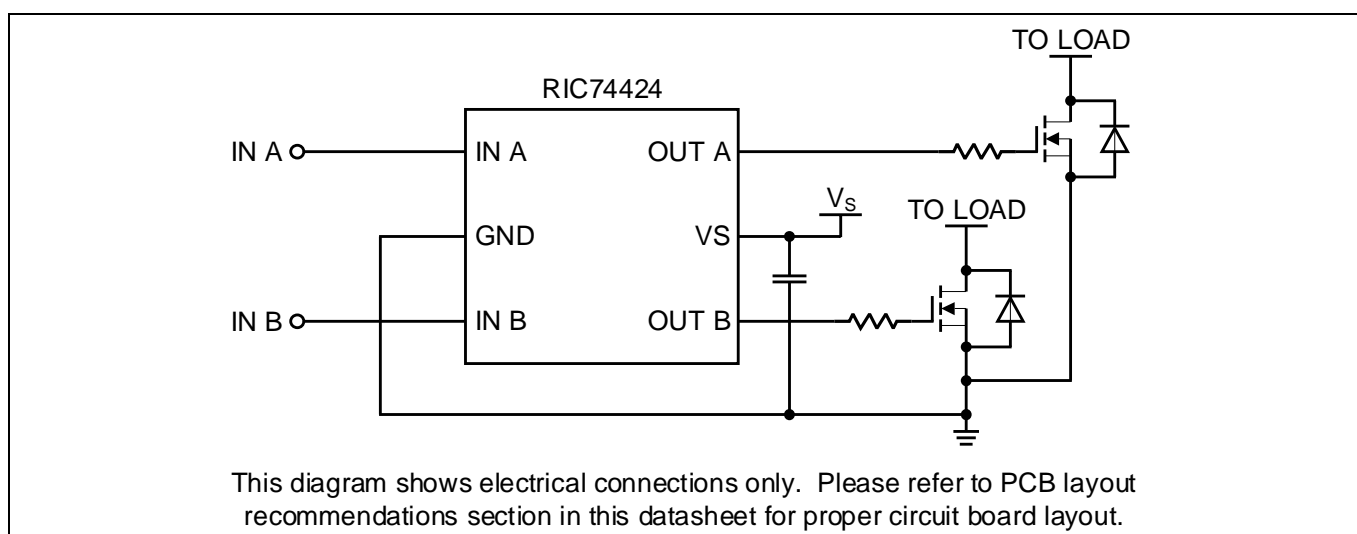 TO LOAD
RIC74424
IN A
IN A
OUT A
V_S
TO LOAD
GND
VS
IN B
IN B
OUT B
This diagram shows electrical connections only. Please refer to PCB layout
recommendations section in this datasheet for proper circuit board layout.